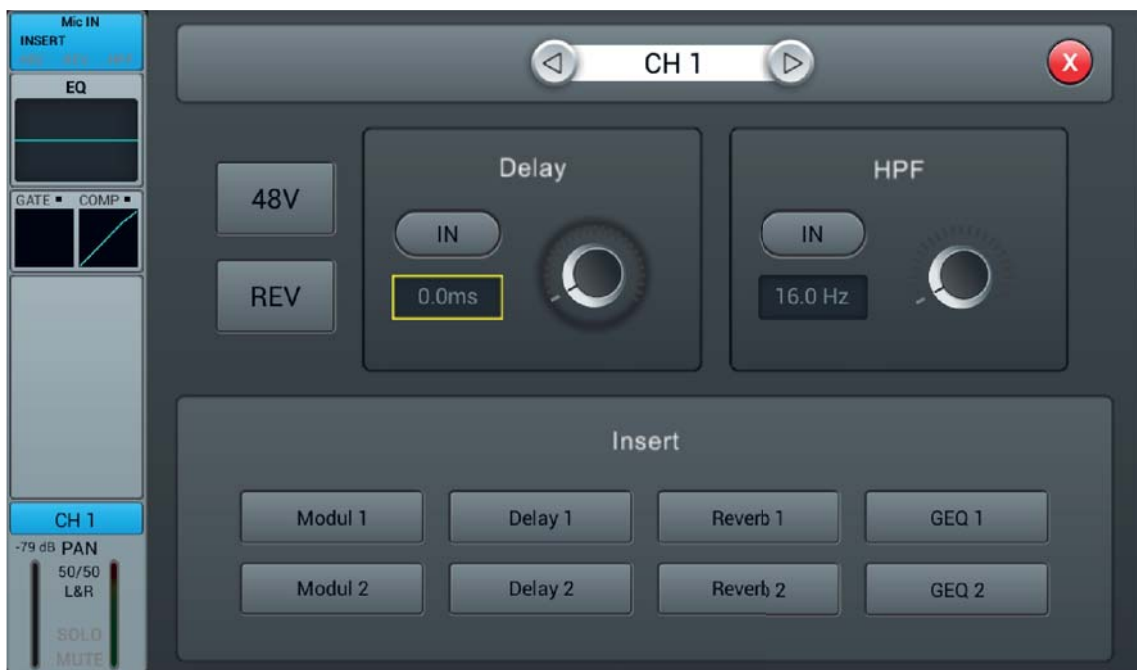 Mic IN
INSERT
EQ
GATE COMP
CH 1
-79 dB PAN
50/50
L&R
SOLO
MUTE
CH 1
X
48V
REV
Delay
IN
0.0ms
HPF
IN
16.0 Hz
Insert
Modul 1 Delay 1 Reverb 1 GEQ 1
Modul 2 Delay 2 Reverb 2 GEQ 2